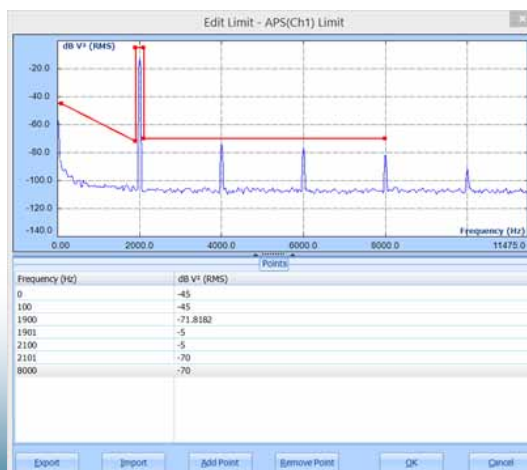 Edit Limit - APS(Ch1) Limit
dB V² (RMS)
-20.0
-40.0
-60.0
-80.0
-100.0
-120.0
-140.0
Frequency (Hz)
0.00 2000.0 4000.0 6000.0 8000.0 11475.0
Points
Frequency (Hz) dB V² (RMS)
0 -45
100 -45
1900 -71.8182
1901 -5
2100 -5
2101 -70
8000 -70
Export Import Add Point Remove Point OK Cancel